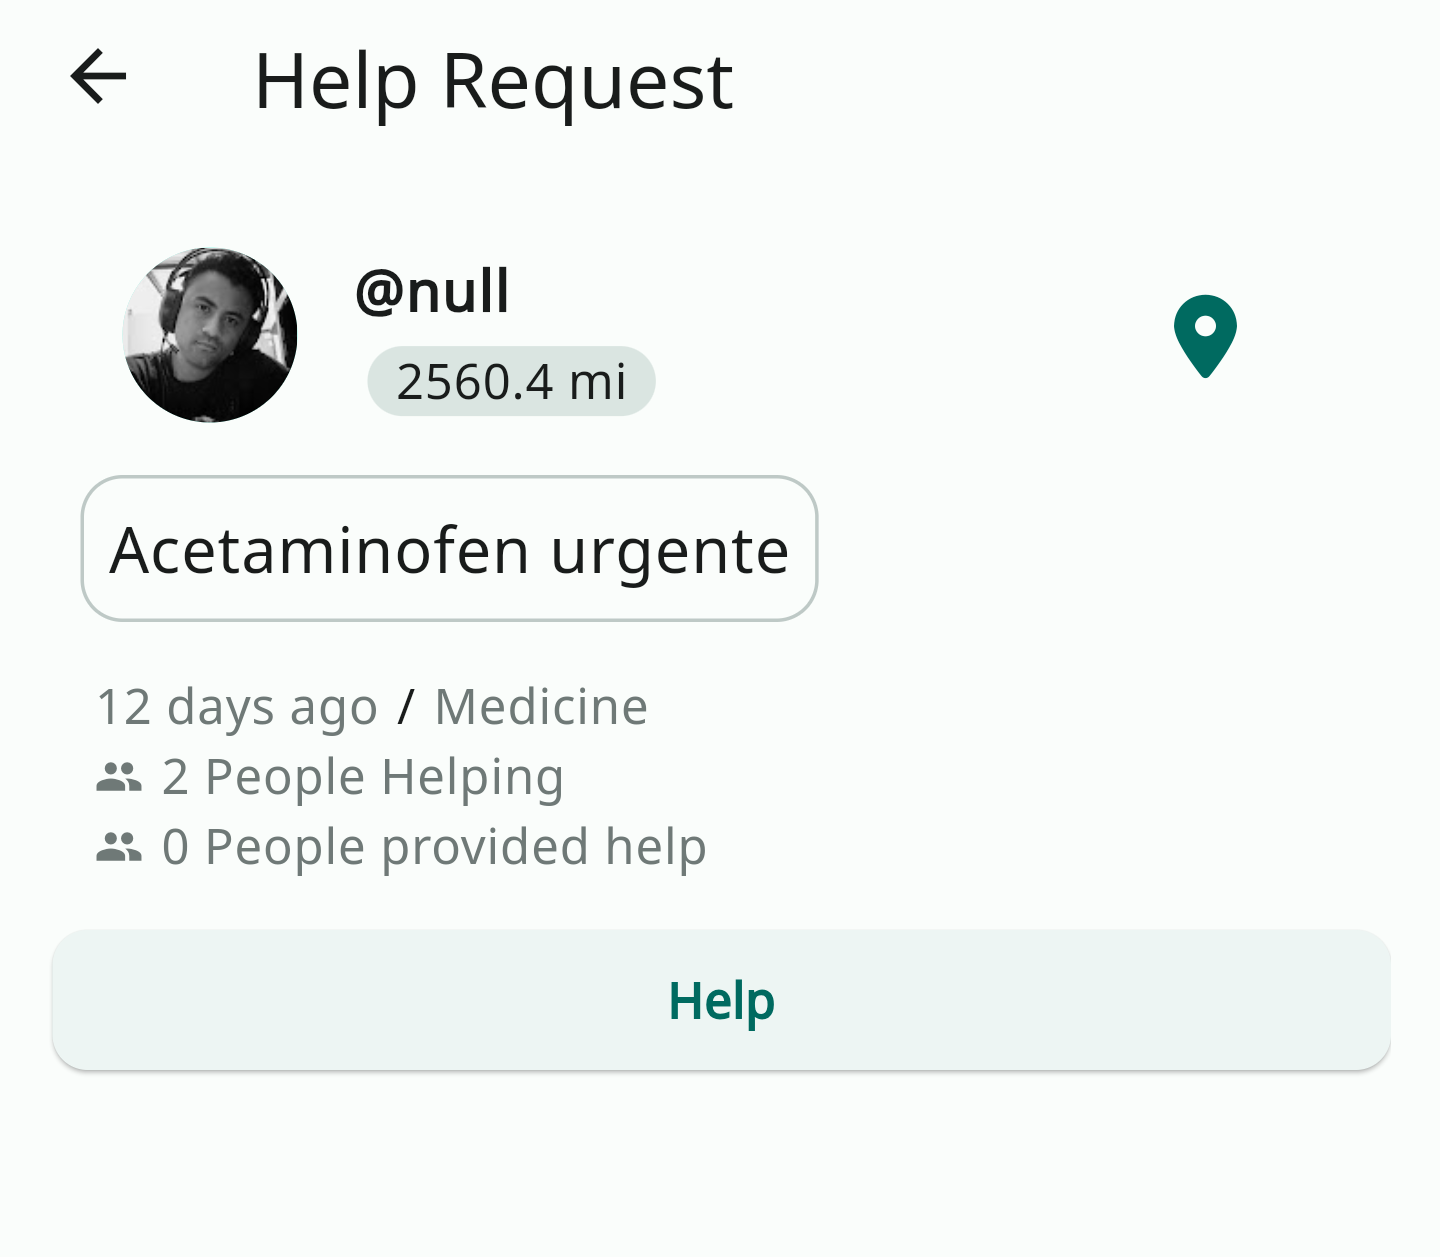 Help Request
@null
2560.4 mi
Acetaminofen urgente
12 days ago / Medicine
2 People Helping
0 People provided help
Help